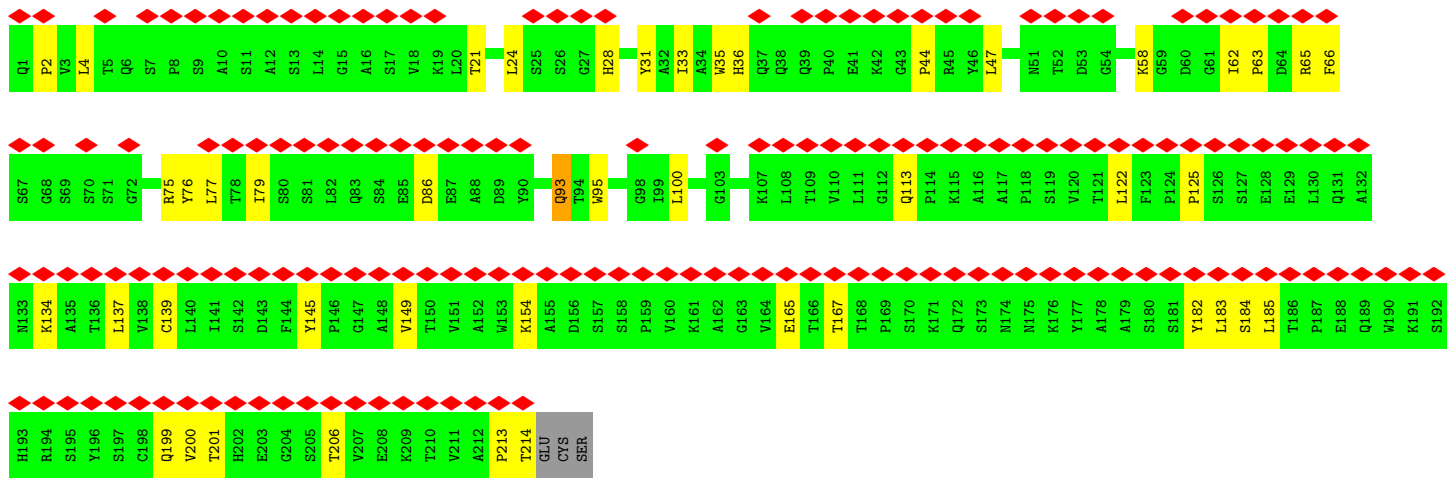 Q1 P2 V3 L4 T5 Q6 S7 P8 S9 A10 S11 A12 S13 L14 G15 A16 S17 V18 K19 L20 T21 L24 S25 S26 G27 H28 Y31 A32 I33 A34 W35 H36 Q37 Q38 Q39 P40 E41 K42 G43 P44 R45 Y46 L47 N51 T52 D53 G54 K58 G59 D60 G61 I62 P63 D64 R65 F66
S67 G68 S69 S70 S71 G72 R75 Y76 L77 T78 I79 S80 S81 L82 Q83 S84 E85 D86 E87 A88 D89 Y90 Q93 T94 W95 G98 I99 L100 G103 K107 L108 T109 V110 L111 G112 Q113 P114 K115 A116 A117 P118 S119 V120 T121 L122 F123 P124 P125 S126 S127 E128 E129 L130 Q131 A132
N133 K134 A135 T136 L137 V138 C139 L140 I141 S142 D143 F144 Y145 P146 G147 A148 V149 T150 V151 A152 W153 K154 A155 D156 S157 S158 P159 V160 K161 A162 G163 V164 E165 T166 T167 T168 P169 S170 K171 Q172 S173 N174 N175 K176 Y177 A178 A179 S180 S181 Y182 L183 S184 L185 T186 P187 E188 Q189 W190 K191 S192
H193 R194 S195 Y196 S197 C198 Q199 V200 T201 H202 E203 G204 S205 T206 V207 E208 K209 T210 V211 A212 P213 T214 GLU CYS SER